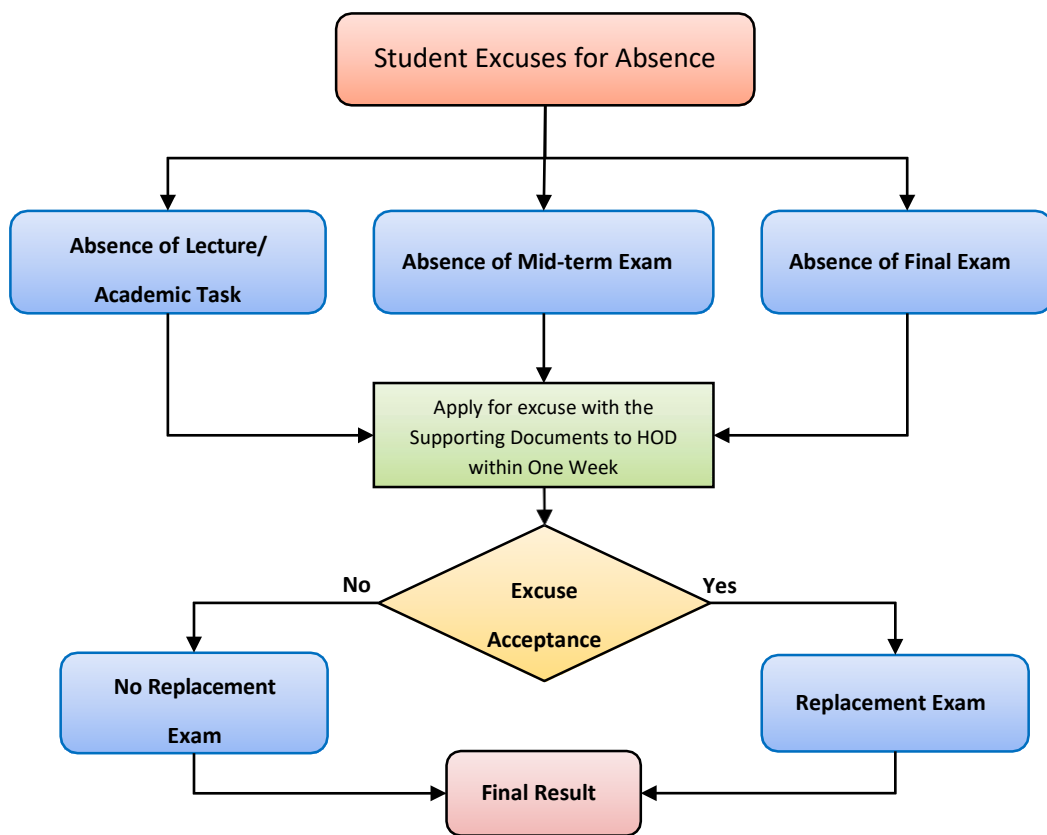 Student Excuses for Absence
Absence of Lecture/
Academic Task
Absence of Mid-term Exam
Absence of Final Exam
Apply for excuse with the
Supporting Documents to HOD
within One Week
No
Yes
Excuse
Acceptance
No Replacement
Exam
Replacement Exam
Final Result